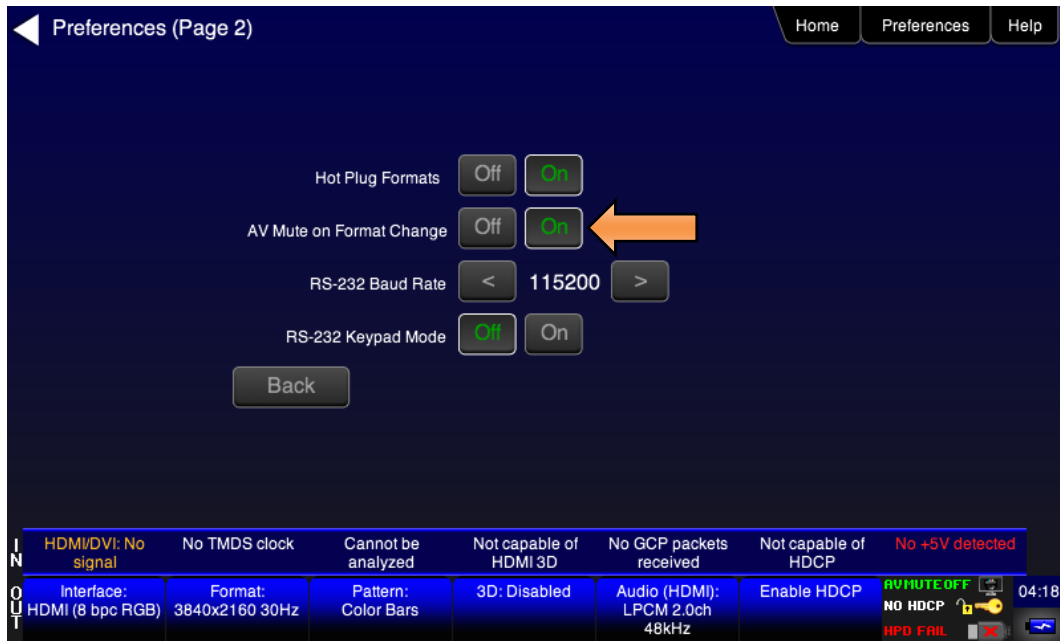 Preferences (Page 2)
Home
Preferences
Help
Hot Plug Formats
Off
On
AV Mute on Format Change
Off
On
RS-232 Baud Rate
<
115200
>
RS-232 Keypad Mode
Off
On
Back
IN
HDMI/DVI: No
signal
No TMDS clock
Cannot be
analyzed
Not capable of
HDMI 3D
No GCP packets
received
Not capable of
HDCP
No +5V detected
OUT
Interface:
HDMI (8 bpc RGB)
Format:
3840x2160 30Hz
Pattern:
Color Bars
3D: Disabled
Audio (HDMI):
LPCM 2.0ch
48kHz
Enable HDCP
AVMUTEOFF
NO HDCP
HPD FAIL
04:18